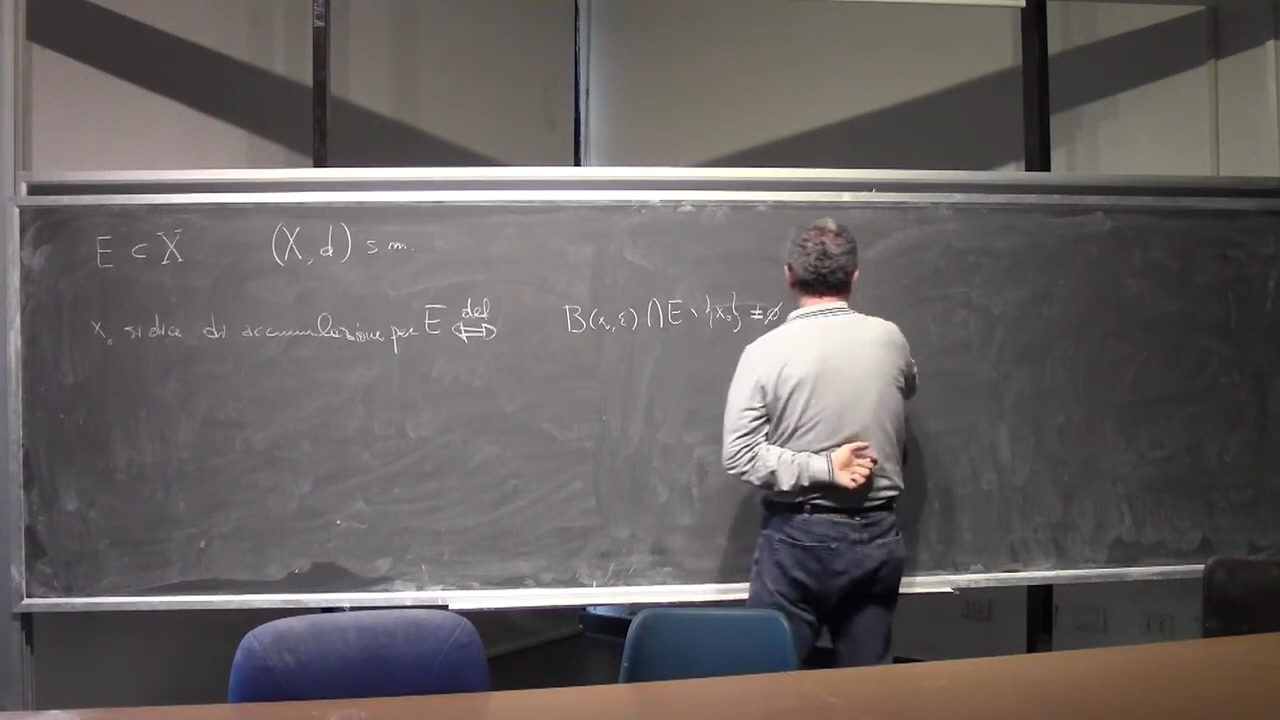 E ⊂ X (X, d) s.m.
x₀ si dice di accumulazione per E ⟺ def B(x₀, ε) ∩ E \ {x₀} ≠ ∅